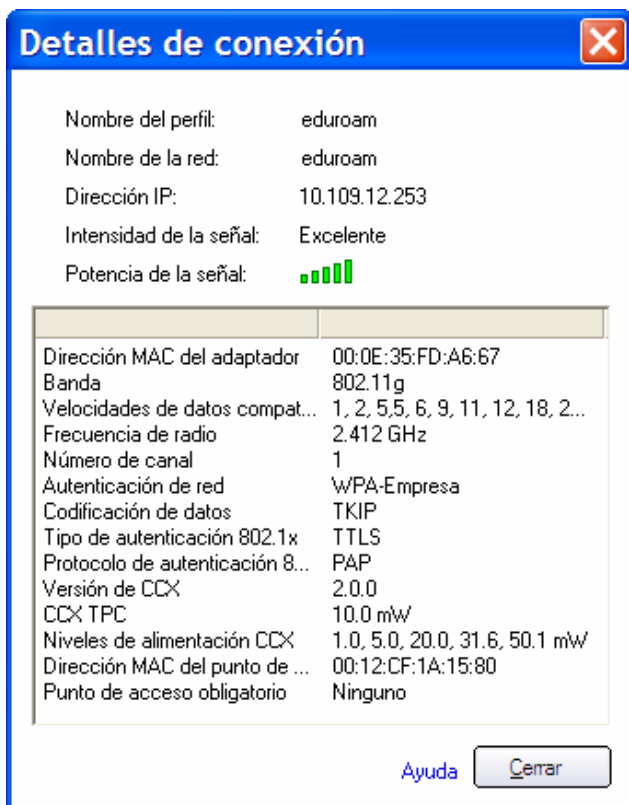 Detalles de conexión
Nombre del perfil: eduroam
Nombre de la red: eduroam
Dirección IP: 10.109.12.253
Intensidad de la señal: Excelente
Potencia de la señal:
Dirección MAC del adaptador 00:0E:35:FD:A6:67
Banda 802.11g
Velocidades de datos compat... 1, 2, 5,5, 6, 9, 11, 12, 18, 2...
Frecuencia de radio 2.412 GHz
Número de canal 1
Autenticación de red WPA-Empresa
Codificación de datos TKIP
Tipo de autenticación 802.1x TTLS
Protocolo de autenticación 8... PAP
Versión de CCX 2.0.0
CCX TPC 10.0 mW
Niveles de alimentación CCX 1.0, 5.0, 20.0, 31.6, 50.1 mW
Dirección MAC del punto de ... 00:12:CF:1A:15:80
Punto de acceso obligatorio Ninguno
Ayuda Cerrar